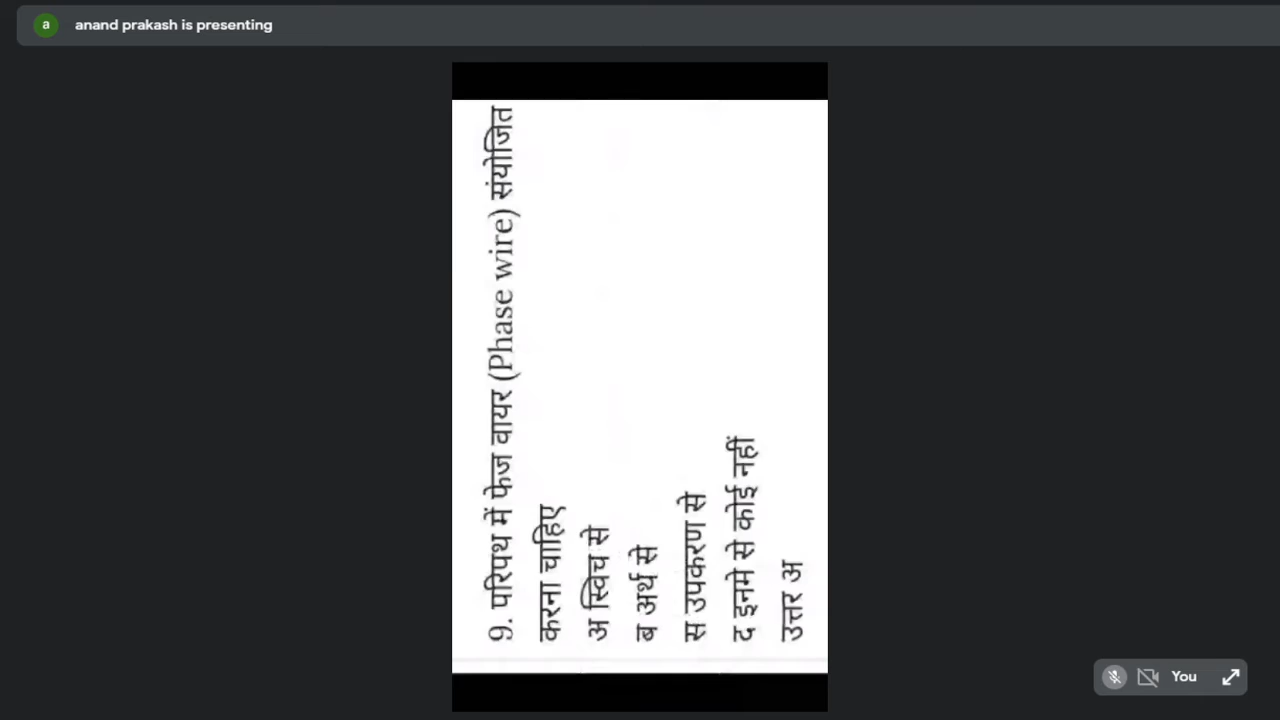 a anand prakash is presenting
9. परिपथ में फेज वायर (Phase wire) संयोजित
करना चाहिए
अ स्विच से
ब अर्थ से
स उपकरण से
द इनमे से कोई नहीं
उत्तर अ
You